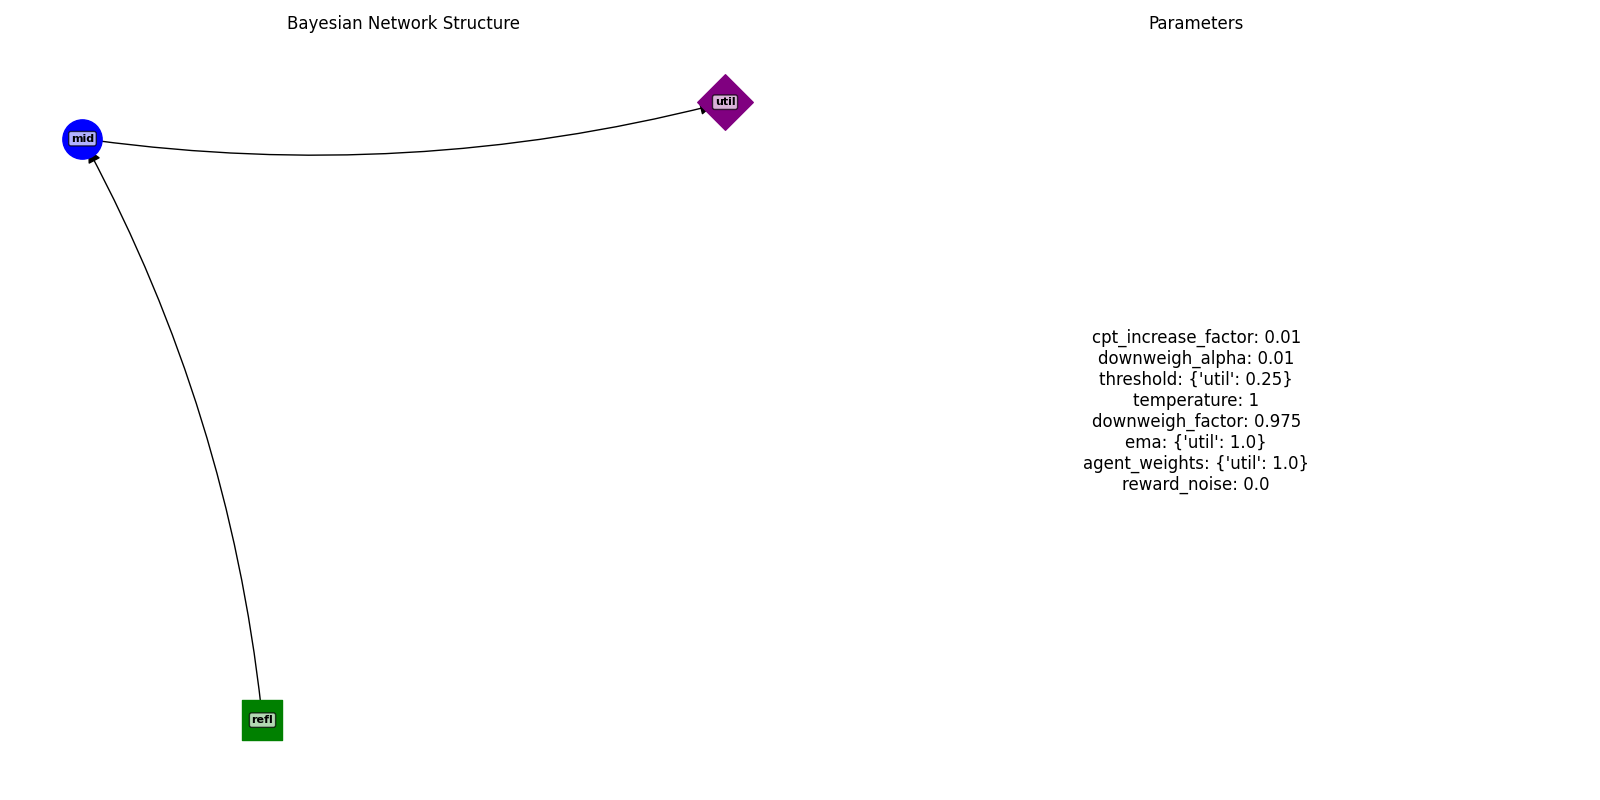 Bayesian Network Structure
Parameters
util
mid
refl
cpt_increase_factor: 0.01
downweigh_alpha: 0.01
threshold: {'util': 0.25}
temperature: 1
downweigh_factor: 0.975
ema: {'util': 1.0}
agent_weights: {'util': 1.0}
reward_noise: 0.0